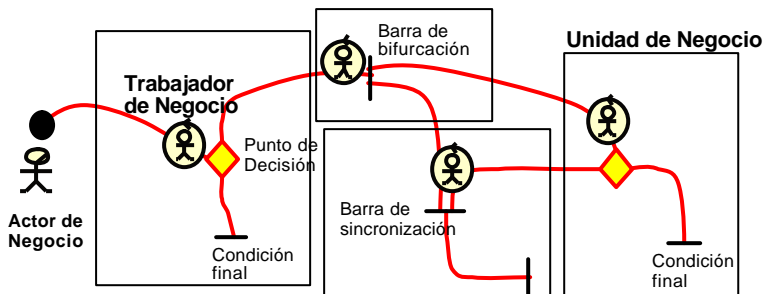 Barra de
bifurcación
Unidad de Negocio
Trabajador
de Negocio
Punto de
Decisión
Actor de
Negocio
Barra de
sincronización
Condición
final
Condición
final